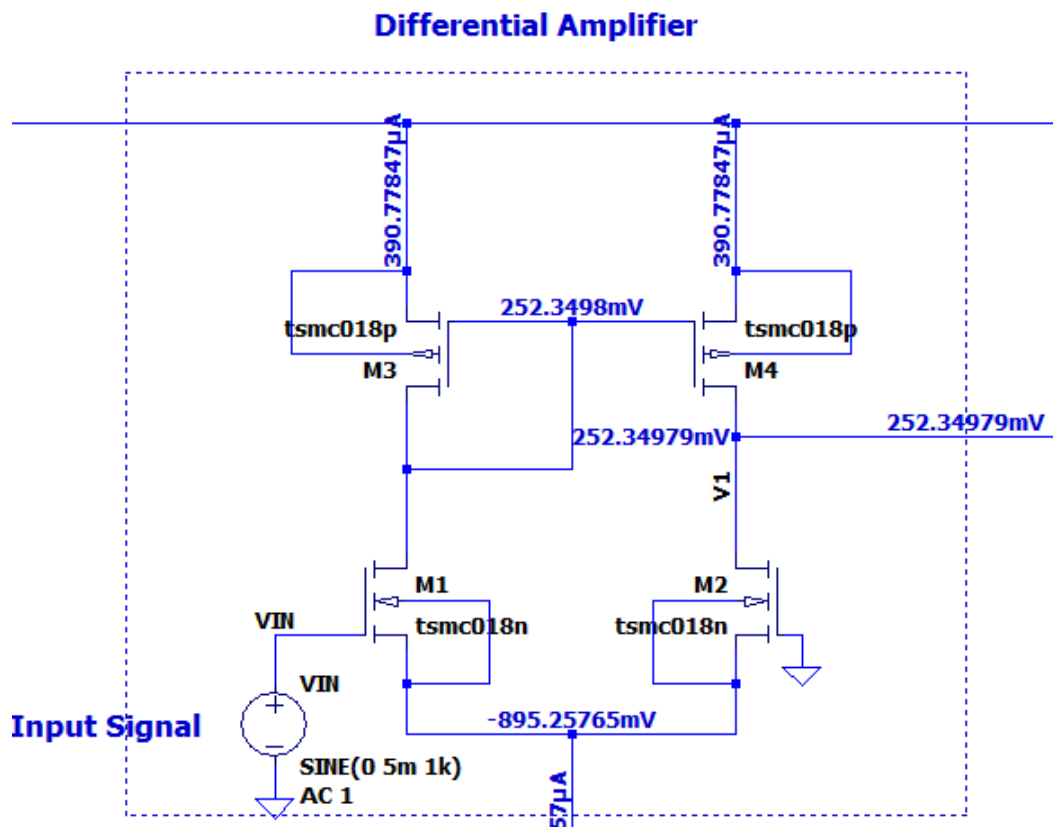 Differential Amplifier
390.77847µA
390.77847µA
252.3498mV
tsmc018p
tsmc018p
M3
M4
252.34979mV
252.34979mV
V1
M1
M2
VIN
tsmc018n
tsmc018n
VIN
-895.25765mV
Input Signal
SINE(0 5m 1k)
AC 1
57µA